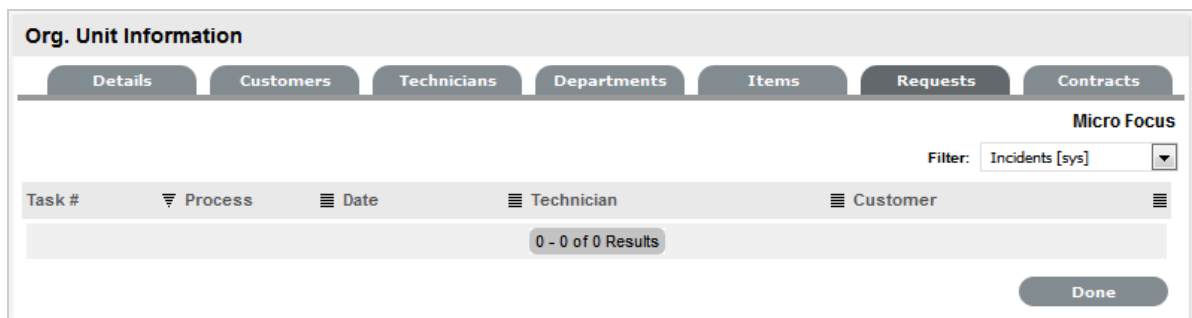 Org. Unit Information
Details Customers Technicians Departments Items Requests Contracts
Micro Focus
Filter: Incidents [sys]
Task # Process Date Technician Customer
0 - 0 of 0 Results
Done